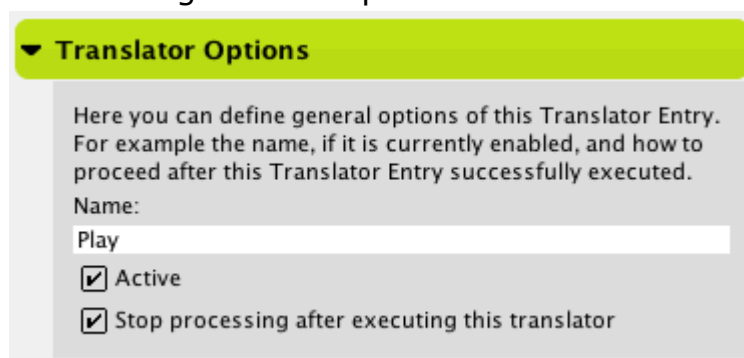 Translator Options
Here you can define general options of this Translator Entry.
For example the name, if it is currently enabled, and how to
proceed after this Translator Entry successfully executed.
Name:
Play
Active
Stop processing after executing this translator